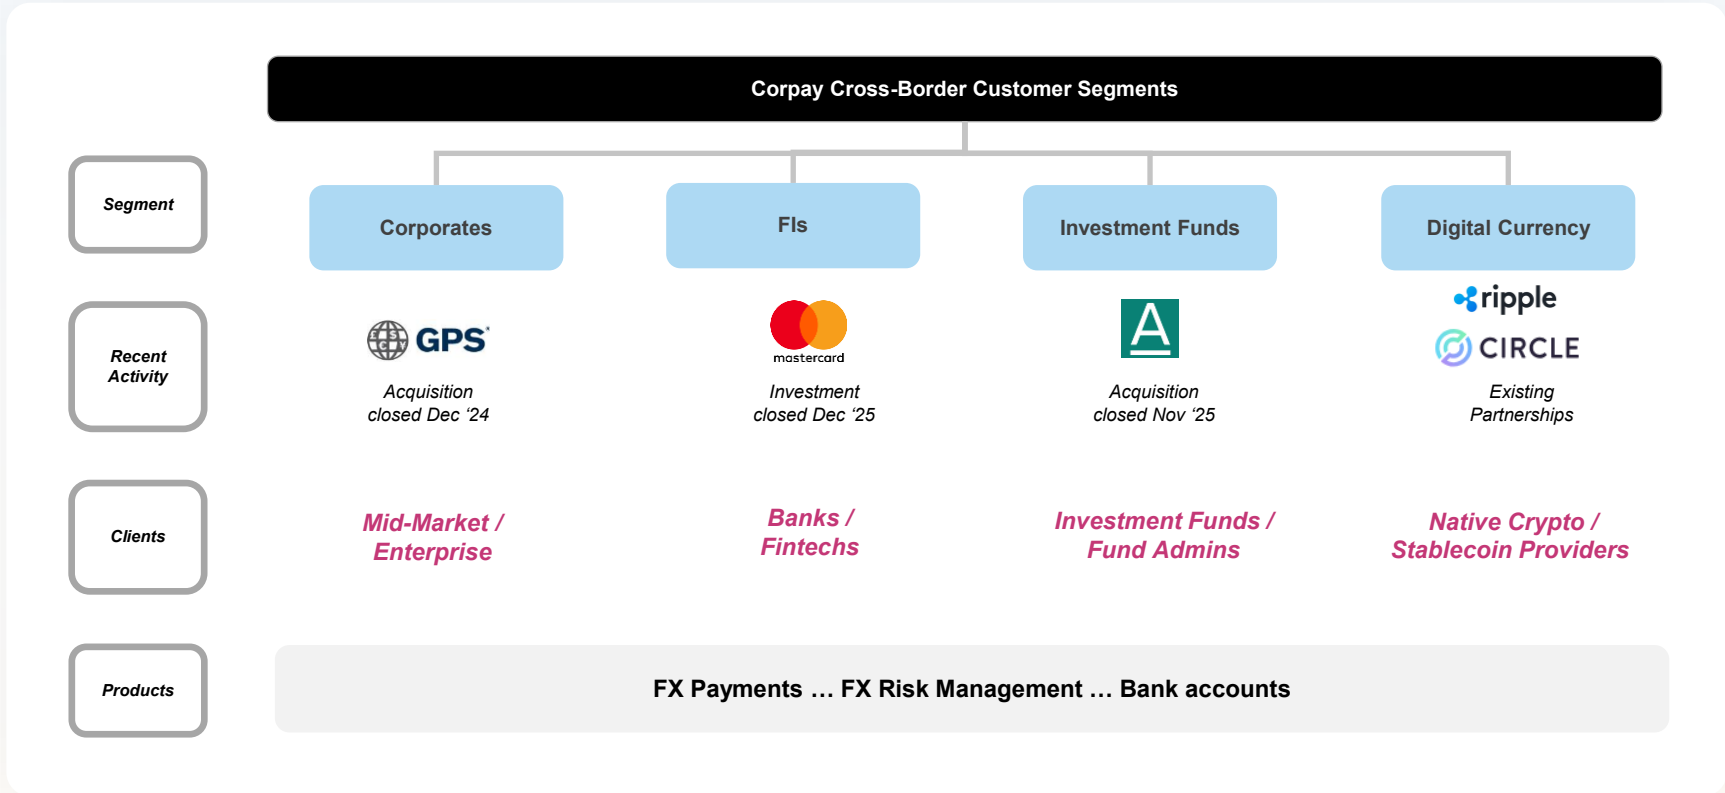 Corpay Cross-Border Customer Segments
Segment
Corporates
FIs
Investment Funds
Digital Currency
Recent
Activity
GPS
mastercard
A
ripple
CIRCLE
Acquisition
closed Dec ‘24
Investment
closed Dec ‘25
Acquisition
closed Nov ‘25
Existing
Partnerships
Clients
Mid-Market /
Enterprise
Banks /
Fintechs
Investment Funds /
Fund Admins
Native Crypto /
Stablecoin Providers
Products
FX Payments … FX Risk Management … Bank accounts